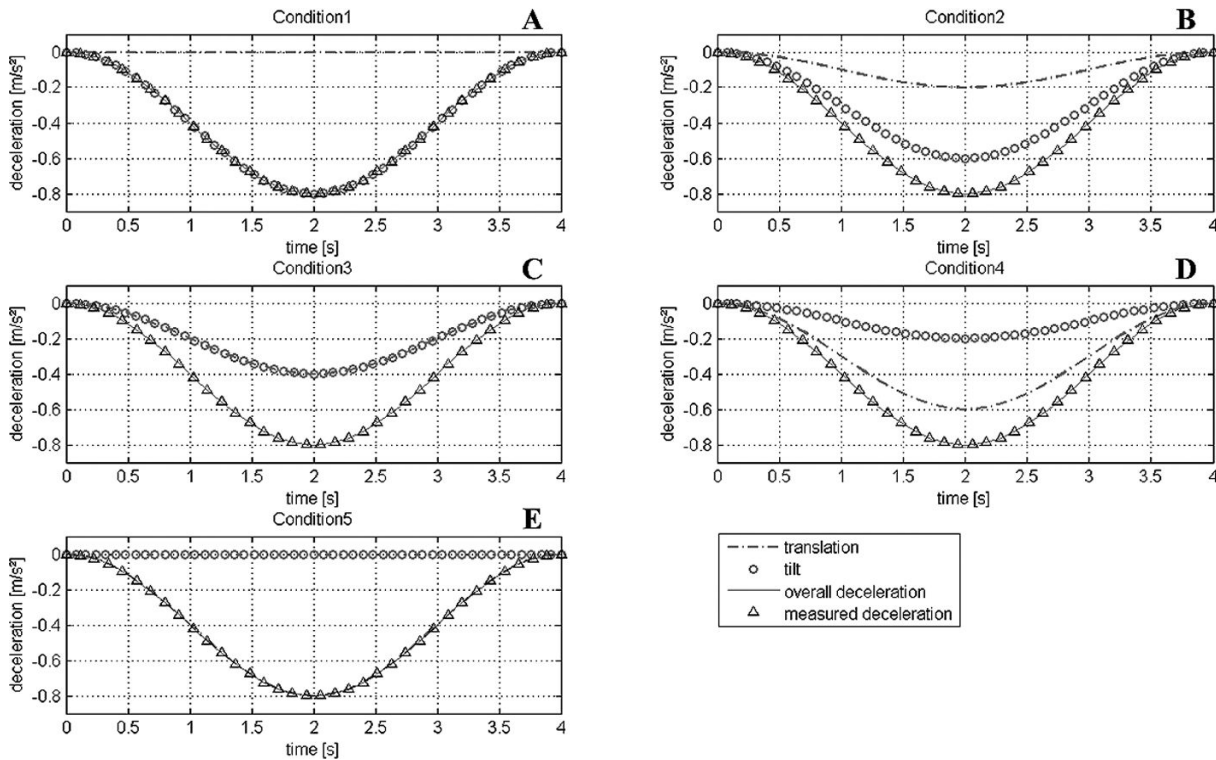 Condition1 A
deceleration [m/s²]
0
-0.2
-0.4
-0.6
-0.8
0 0.5 1 1.5 2 2.5 3 3.5 4
time [s]
Condition2 B
deceleration [m/s²]
0
-0.2
-0.4
-0.6
-0.8
0 0.5 1 1.5 2 2.5 3 3.5 4
time [s]
Condition3 C
deceleration [m/s²]
0
-0.2
-0.4
-0.6
-0.8
0 0.5 1 1.5 2 2.5 3 3.5 4
time [s]
Condition4 D
deceleration [m/s²]
0
-0.2
-0.4
-0.6
-0.8
0 0.5 1 1.5 2 2.5 3 3.5 4
time [s]
Condition5 E
deceleration [m/s²]
0
-0.2
-0.4
-0.6
-0.8
0 0.5 1 1.5 2 2.5 3 3.5 4
time [s]
translation
tilt
overall deceleration
measured deceleration